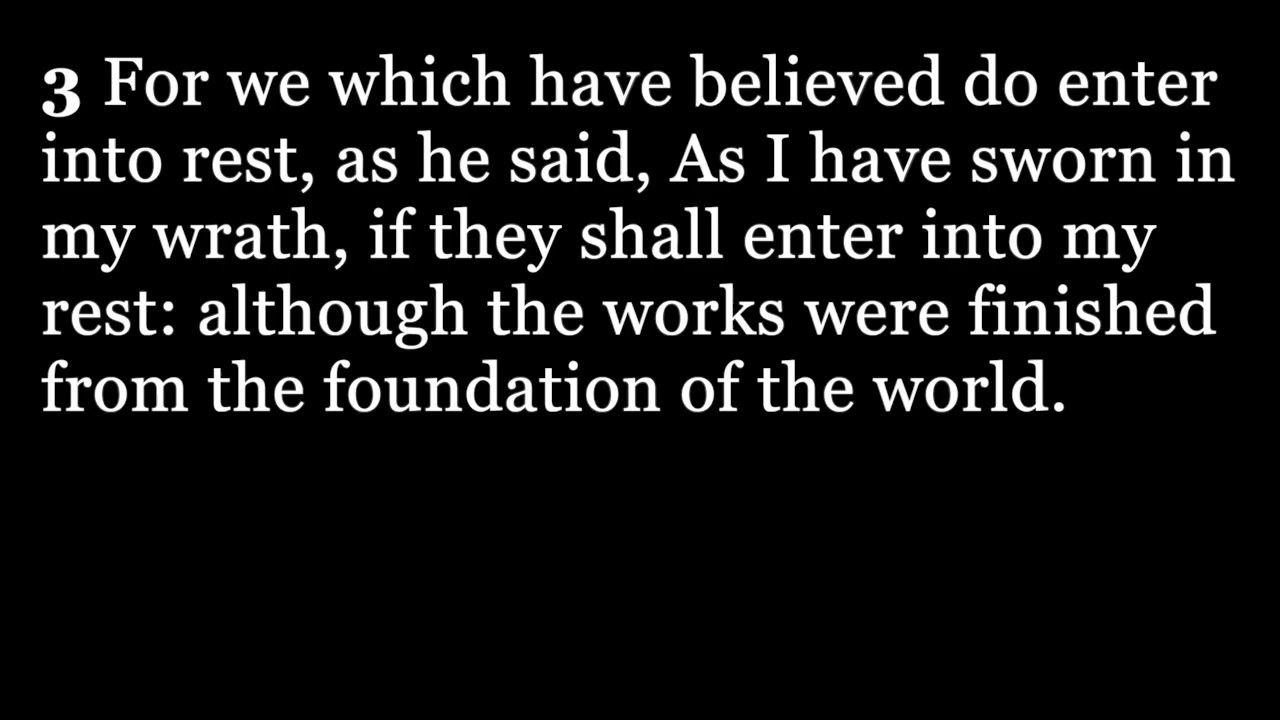 3 For we which have believed do enter
into rest, as he said, As I have sworn in
my wrath, if they shall enter into my
rest: although the works were finished
from the foundation of the world.